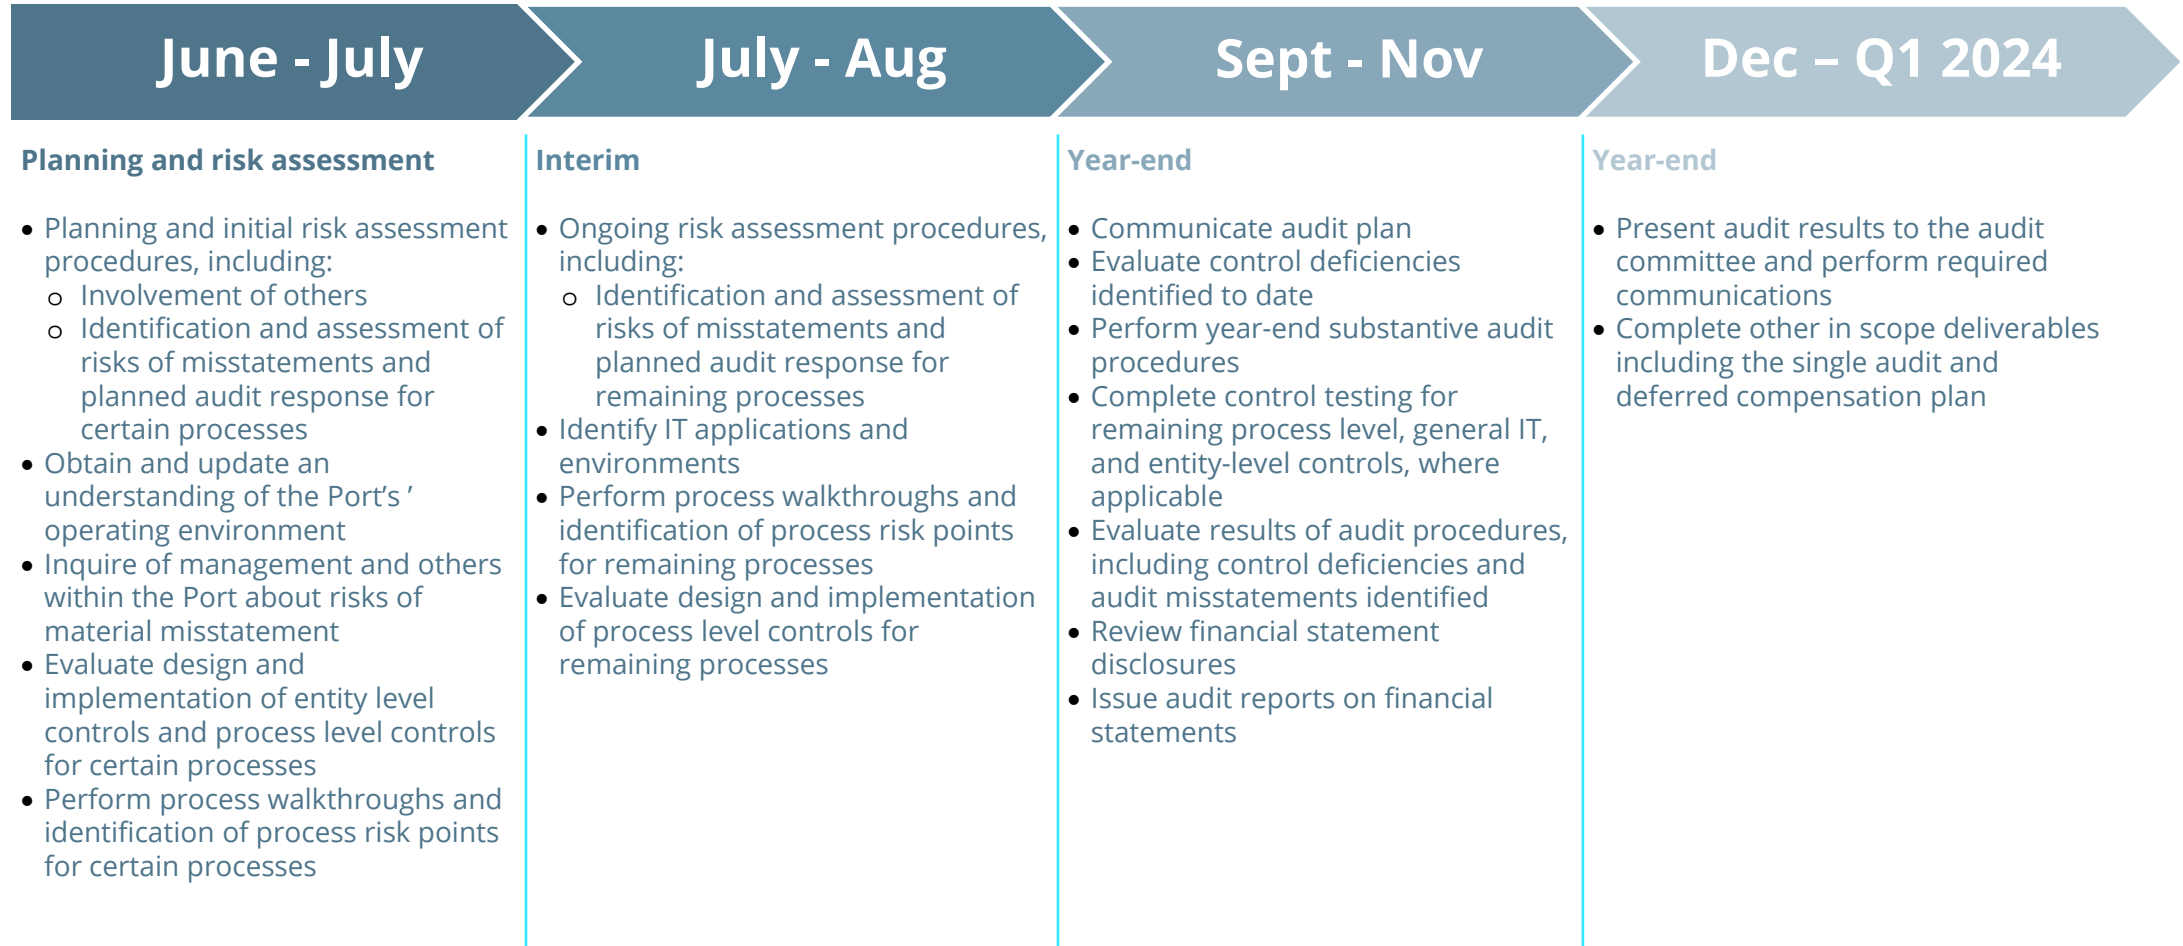 June - July
July - Aug
Sept - Nov
Dec – Q1 2024
Planning and risk assessment
• Planning and initial risk assessment
procedures, including:
o Involvement of others
o Identification and assessment of
risks of misstatements and
planned audit response for
certain processes
• Obtain and update an
understanding of the Port’s ’
operating environment
• Inquire of management and others
within the Port about risks of
material misstatement
• Evaluate design and
implementation of entity level
controls and process level controls
for certain processes
• Perform process walkthroughs and
identification of process risk points
for certain processes
Interim
• Ongoing risk assessment procedures,
including:
o Identification and assessment of
risks of misstatements and
planned audit response for
remaining processes
• Identify IT applications and
environments
• Perform process walkthroughs and
identification of process risk points
for remaining processes
• Evaluate design and implementation
of process level controls for
remaining processes
Year-end
• Communicate audit plan
• Evaluate control deficiencies
identified to date
• Perform year-end substantive audit
procedures
• Complete control testing for
remaining process level, general IT,
and entity-level controls, where
applicable
• Evaluate results of audit procedures,
including control deficiencies and
audit misstatements identified
• Review financial statement
disclosures
• Issue audit reports on financial
statements
Year-end
• Present audit results to the audit
committee and perform required
communications
• Complete other in scope deliverables
including the single audit and
deferred compensation plan